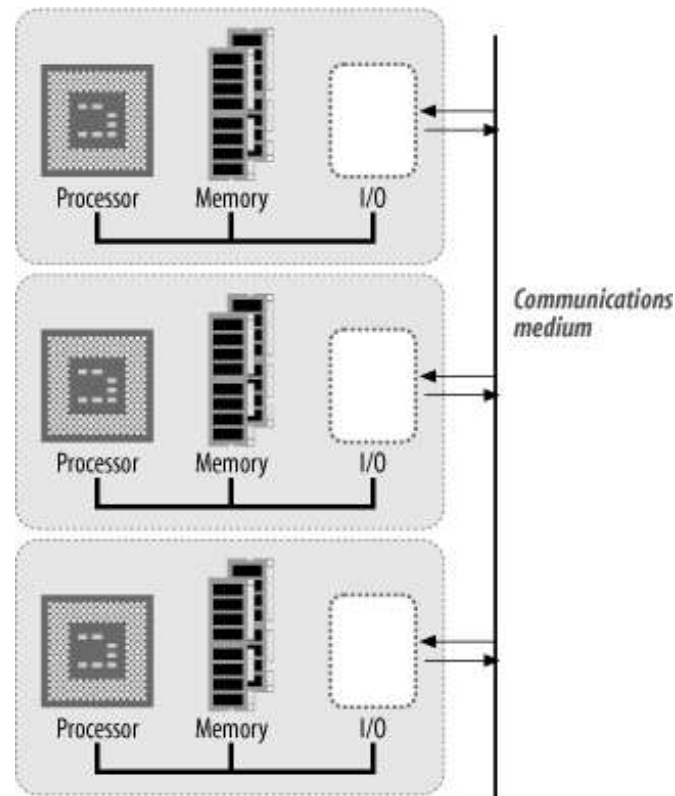 Processor Memory I/O
Communications
medium
Processor Memory I/O
Processor Memory I/O